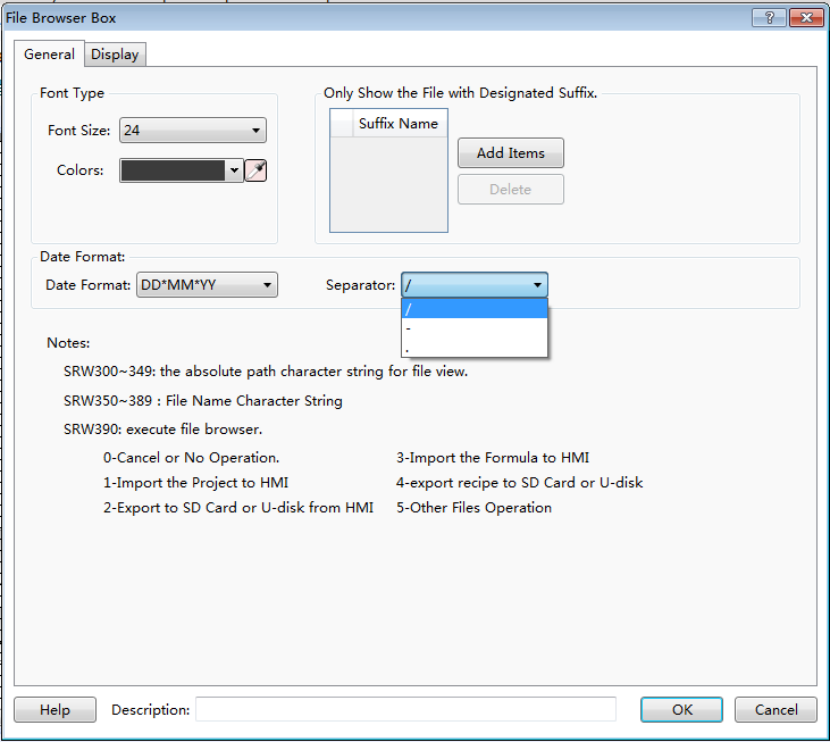 File Browser Box
General Display
Font Type
Only Show the File with Designated Suffix.
Font Size: 24
Suffix Name
Add Items
Colors:
Delete
Date Format:
Date Format: DD*MM*YY Separator: /
/
-
.
Notes:
SRW300~349: the absolute path character string for file view.
SRW350~389 : File Name Character String
SRW390: execute file browser.
0-Cancel or No Operation. 3-Import the Formula to HMI
1-Import the Project to HMI 4-export recipe to SD Card or U-disk
2-Export to SD Card or U-disk from HMI 5-Other Files Operation
Help Description: OK Cancel